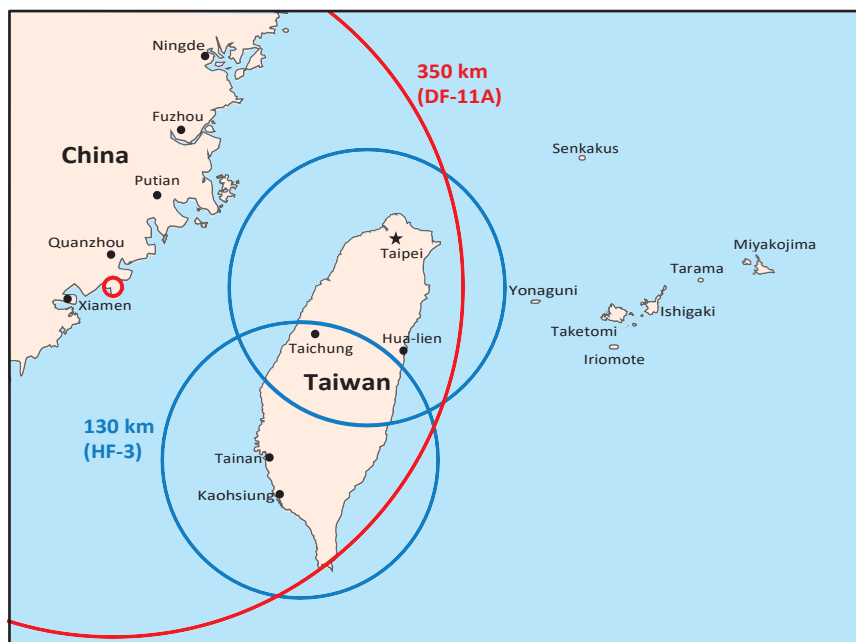 Ningde
350 km
(DF-11A)
Fuzhou
China
Senkakus
Putian
Quanzhou
Taipei
Miyakojima
Tarama
Xiamen
Yonaguni
Ishigaki
Taketomi
Taichung
Hua-lien
Iriomote
Taiwan
130 km
(HF-3)
Tainan
Kaohsiung